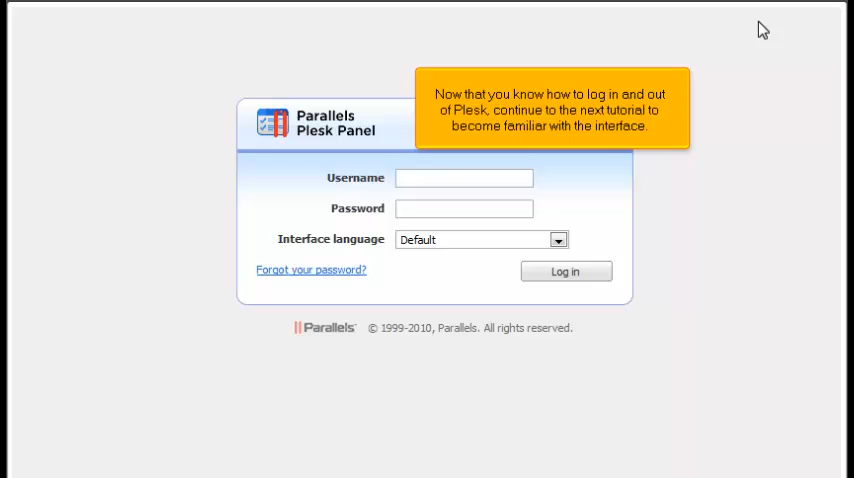 Now that you know how to log in and out
of Plesk, continue to the next tutorial to
become familiar with the interface.
Parallels
Plesk Panel
Username
Password
Interface language Default
Forgot your password? Log in
Parallels © 1999-2010, Parallels. All rights reserved.